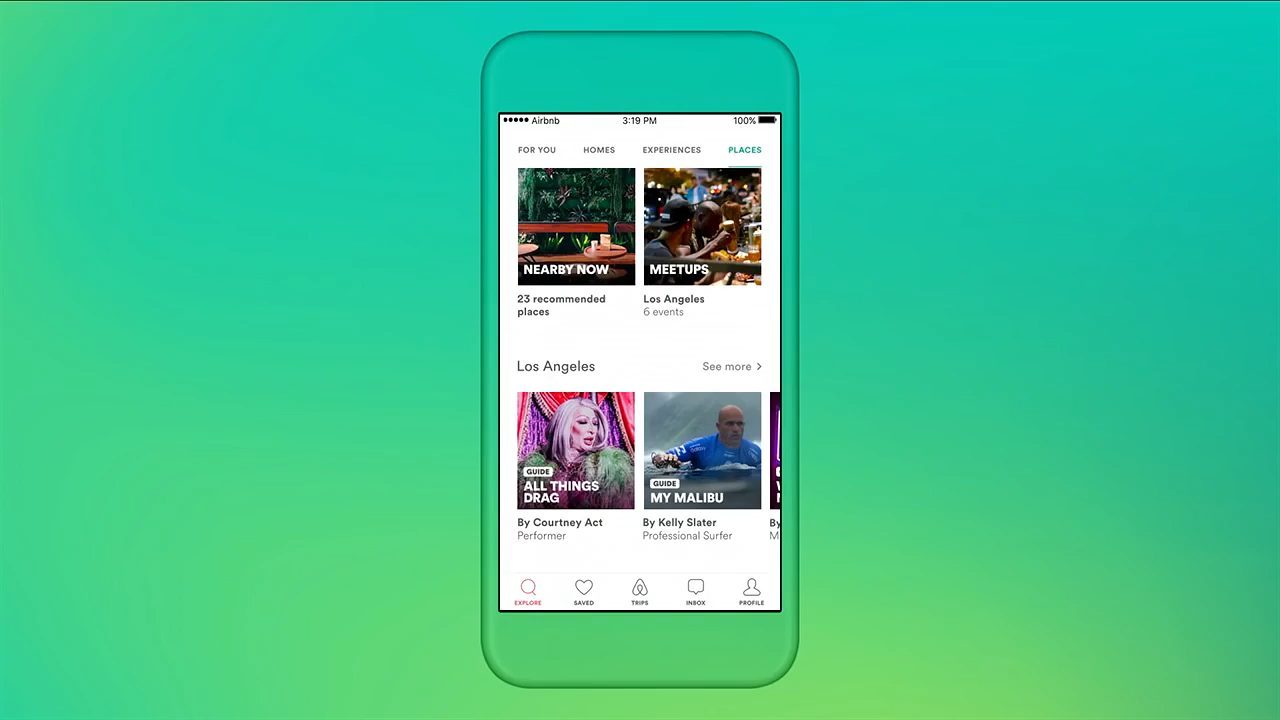 Airbnb 3:19 PM 100%
FOR YOU HOMES EXPERIENCES PLACES
NEARBY NOW MEETUPS
23 recommended places
Los Angeles
6 events
Los Angeles See more >
GUIDE
ALL THINGS
DRAG
GUIDE
MY MALIBU
By Courtney Act
Performer
By Kelly Slater
Professional Surfer
By
M
EXPLORE SAVED TRIPS INBOX PROFILE